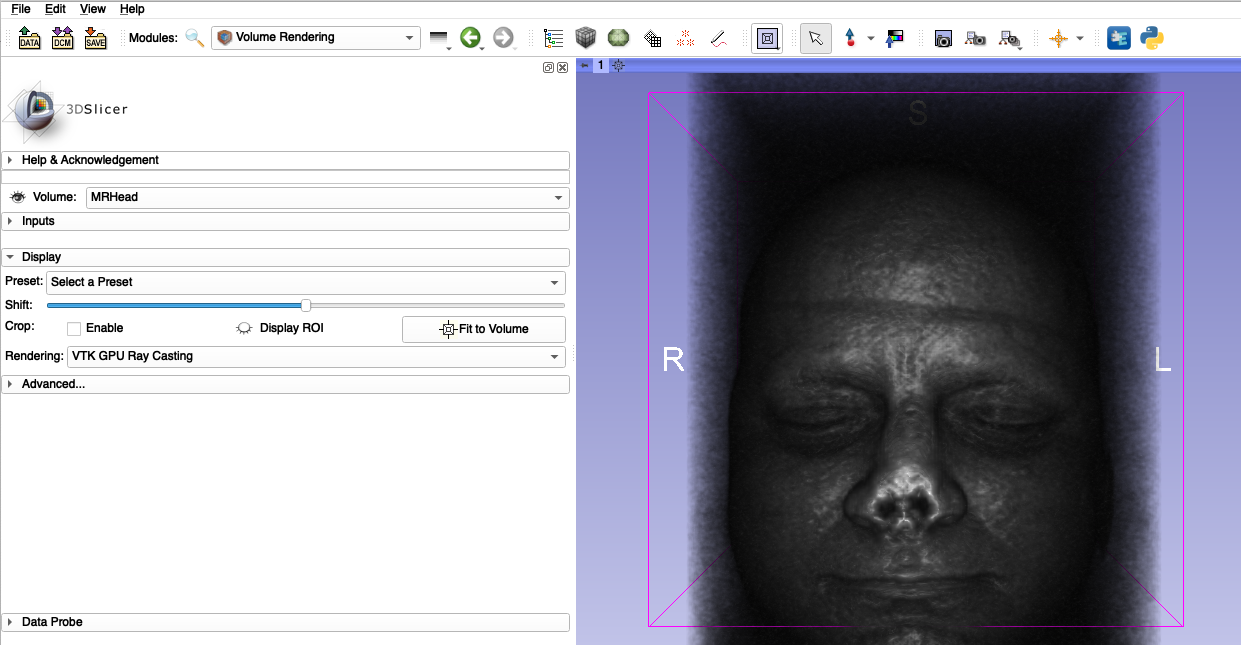 File Edit View Help
DATA DCM SAVE Modules: Volume Rendering
1
3DSlicer
Help & Acknowledgement
Volume: MRHead
Inputs
Display
Preset: Select a Preset
Shift:
Crop: Enable Display ROI Fit to Volume
Rendering: VTK GPU Ray Casting
Advanced...
Data Probe
S
R L